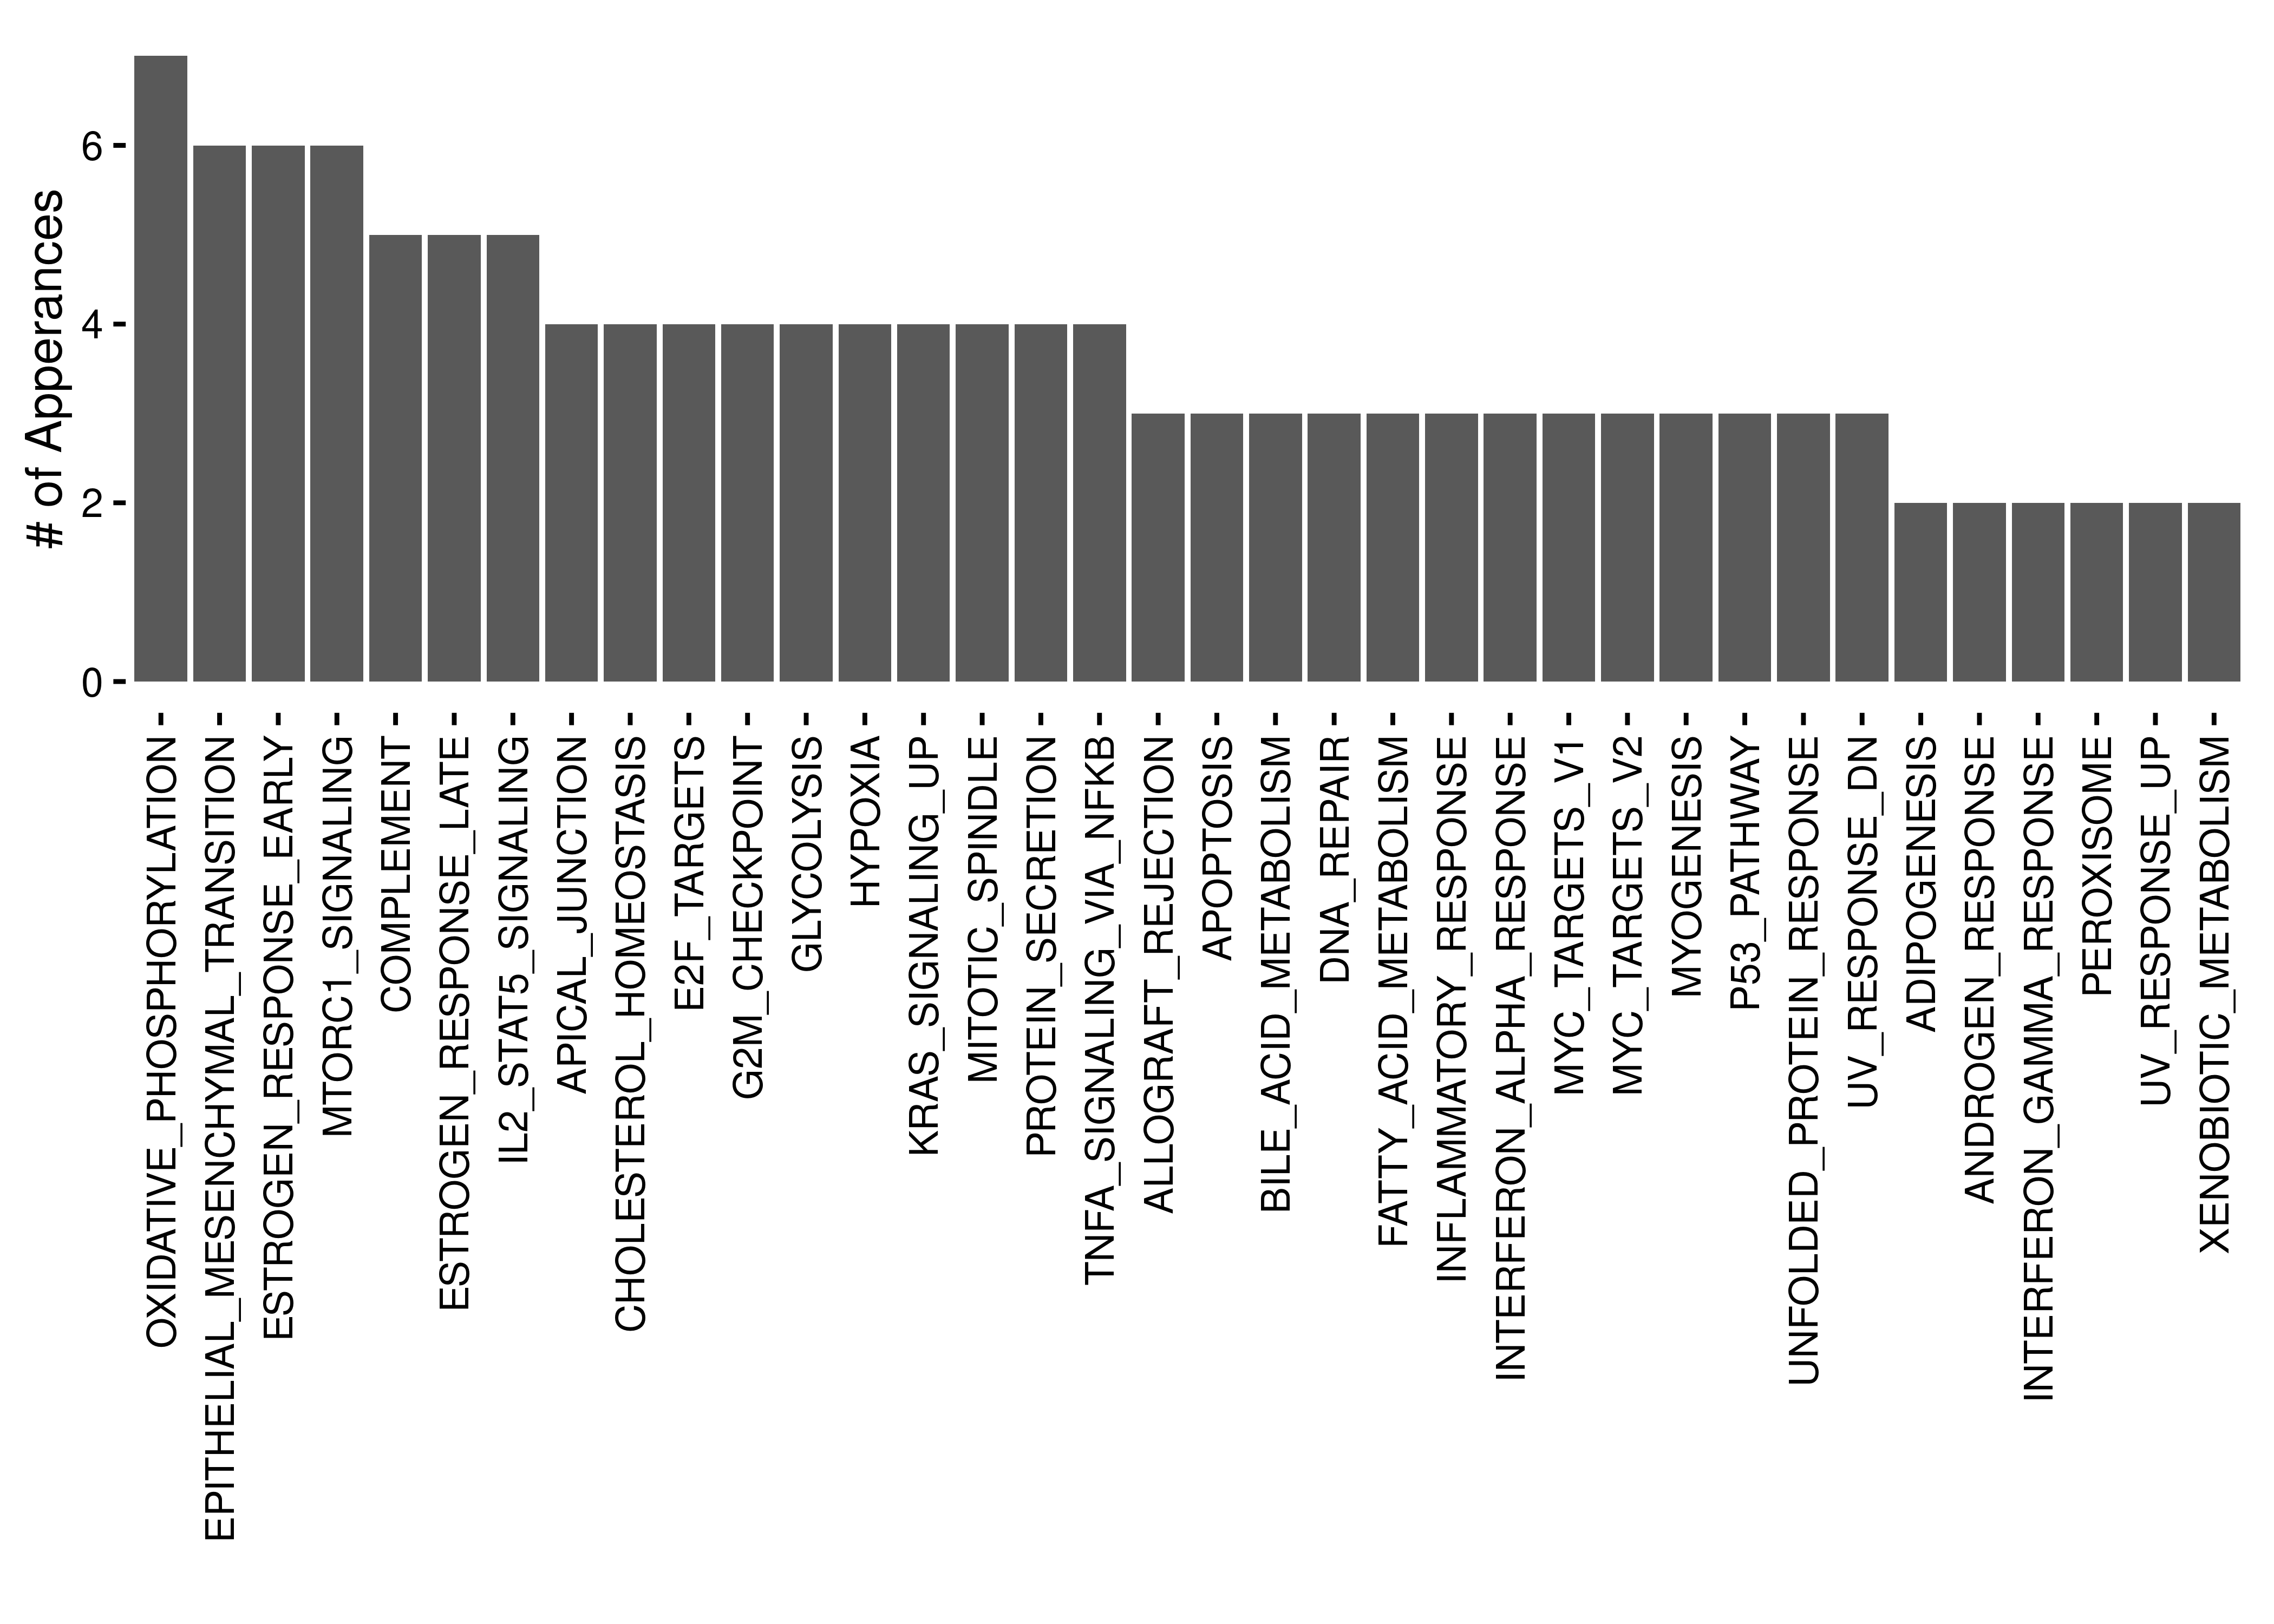 # of Apperances
6
4
2
0
OXIDATIVE_PHOSPHORYLATION
EPITHELIAL_MESENCHYMAL_TRANSITION
ESTROGEN_RESPONSE_EARLY
MTORC1_SIGNALING
COMPLEMENT
ESTROGEN_RESPONSE_LATE
IL2_STAT5_SIGNALING
APICAL_JUNCTION
CHOLESTEROL_HOMEOSTASIS
E2F_TARGETS
G2M_CHECKPOINT
GLYCOLYSIS
HYPOXIA
KRAS_SIGNALING_UP
MITOTIC_SPINDLE
PROTEIN_SECRETION
TNFA_SIGNALING_VIA_NFKB
ALLOGRAFT_REJECTION
APOPTOSIS
BILE_ACID_METABOLISM
DNA_REPAIR
FATTY_ACID_METABOLISM
INFLAMMATORY_RESPONSE
INTERFERON_ALPHA_RESPONSE
MYC_TARGETS_V1
MYC_TARGETS_V2
MYOGENESIS
P53_PATHWAY
UNFOLDED_PROTEIN_RESPONSE
UV_RESPONSE_DN
ADIPOGENESIS
ANDROGEN_RESPONSE
INTERFERON_GAMMA_RESPONSE
PEROXISOME
UV_RESPONSE_UP
XENOBIOTIC_METABOLISM